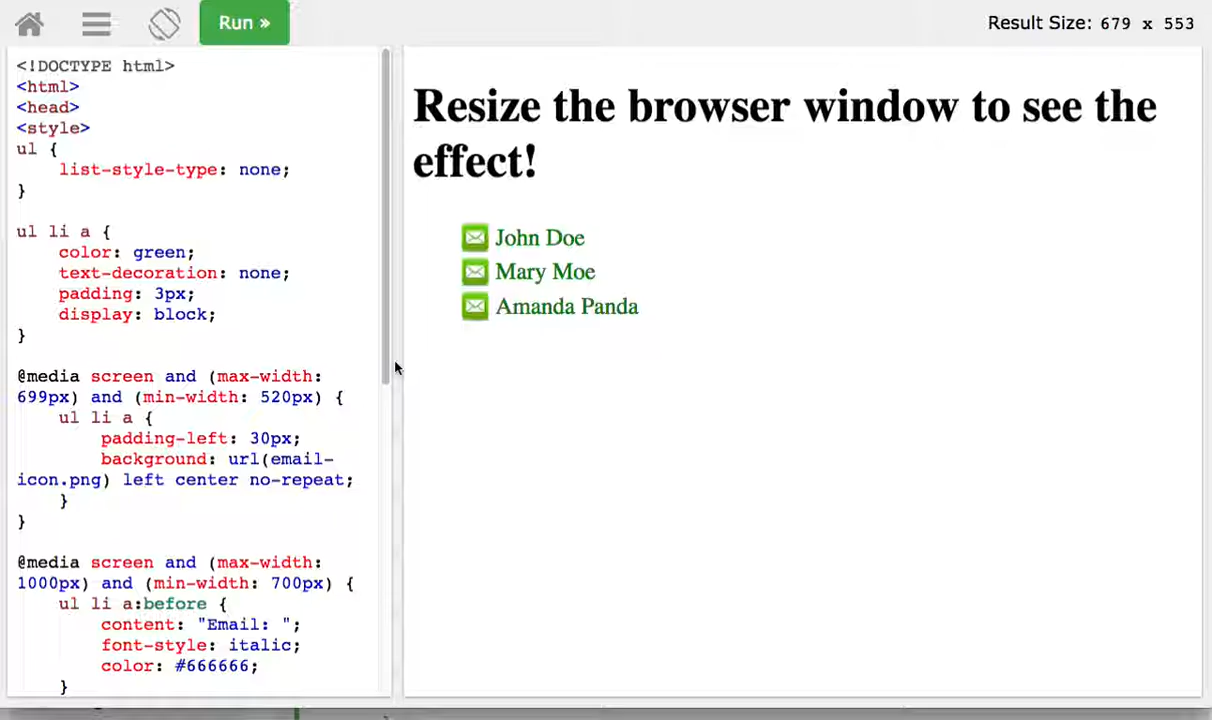 Run »
Result Size: 679 x 553
<!DOCTYPE html>
<html>
<head>
<style>
ul {
    list-style-type: none;
}

ul li a {
    color: green;
    text-decoration: none;
    padding: 3px;
    display: block;
}

@media screen and (max-width:
699px) and (min-width: 520px) {
    ul li a {
        padding-left: 30px;
        background: url(email-
icon.png) left center no-repeat;
    }
}

@media screen and (max-width:
1000px) and (min-width: 700px) {
    ul li a:before {
        content: "Email: ";
        font-style: italic;
        color: #666666;
    }
Resize the browser window to see the
effect!
John Doe
Mary Moe
Amanda Panda